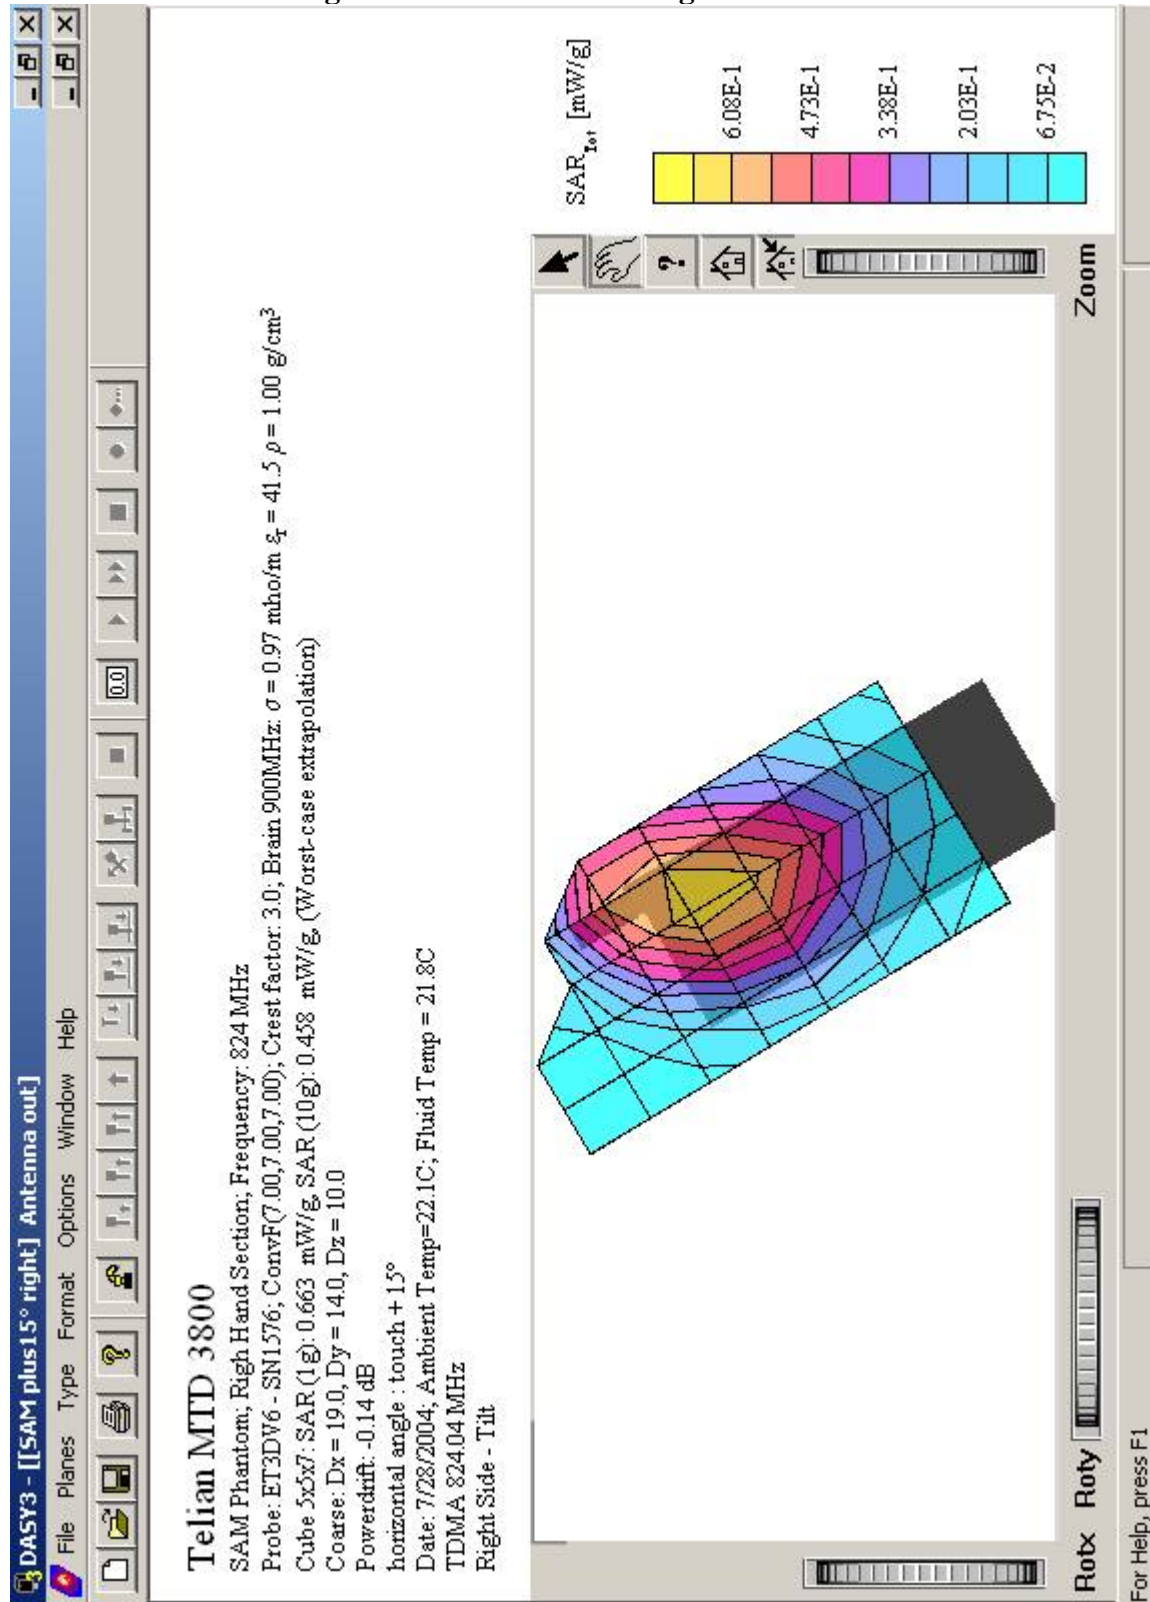 DASY3 - [[SAM plus15° right] Antenna out]
File Planes Type Format Options Window Help
0.0
Telian MTD 3800
SAM Phantom; Righ Hand Section; Frequency: 824 MHz
Probe: ET3DV6 - SN1576; ConvF(7.00,7.00,7.00); Crest factor: 3.0; Brain 900MHz: σ = 0.97 mho/m εr = 41.5 ρ = 1.00 g/cm³
Cube 5x5x7: SAR (1g): 0.663 mW/g, SAR (10g): 0.458 mW/g, (Worst-case extrapolation)
Coarse: Dx = 19.0, Dy = 14.0, Dz = 10.0
Powerdrift: -0.14 dB
horizontal angle : touch + 15°
Date: 7/28/2004; Ambient Temp=22.1C; Fluid Temp = 21.8C
TDMA 824.04 MHz
Right Side - Tilt
SARTot [mW/g]
6.08E-1
4.73E-1
3.38E-1
2.03E-1
6.75E-2
Rotx Roty
Zoom
For Help, press F1